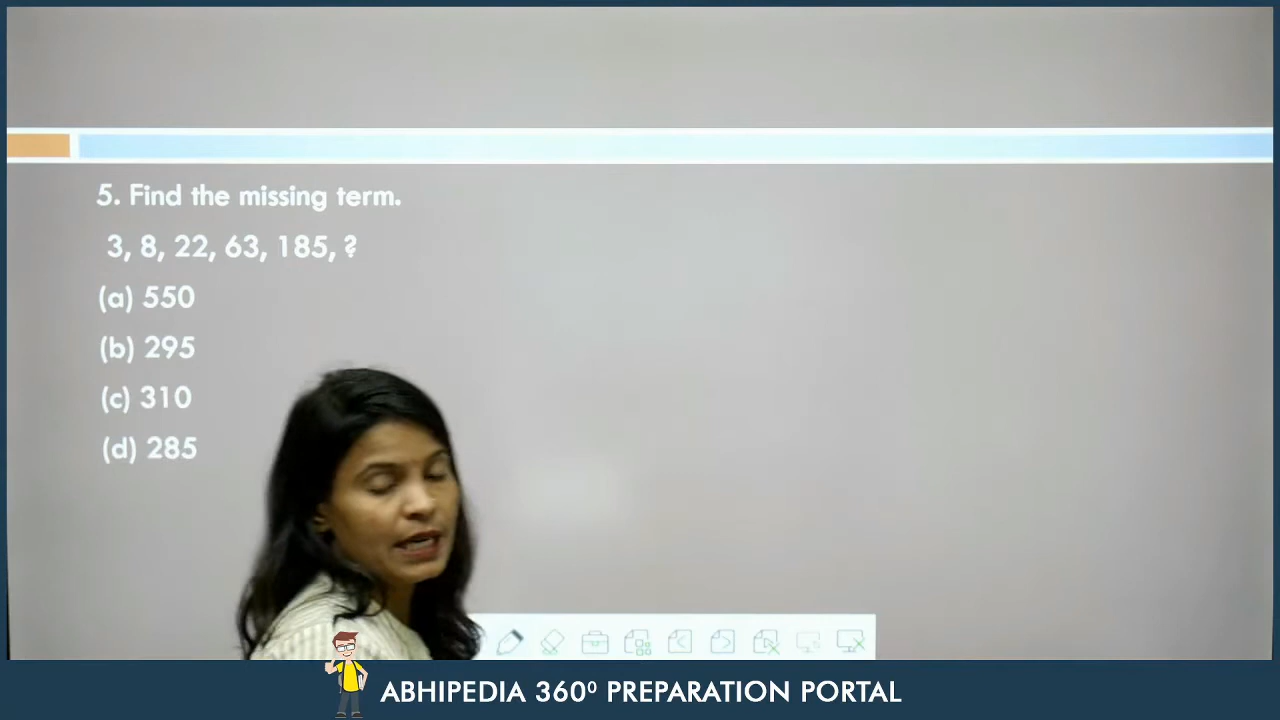 5. Find the missing term.
3, 8, 22, 63, 185, ?
(a) 550
(b) 295
(c) 310
(d) 285
ABHIPEDIA 360⁰ PREPARATION PORTAL